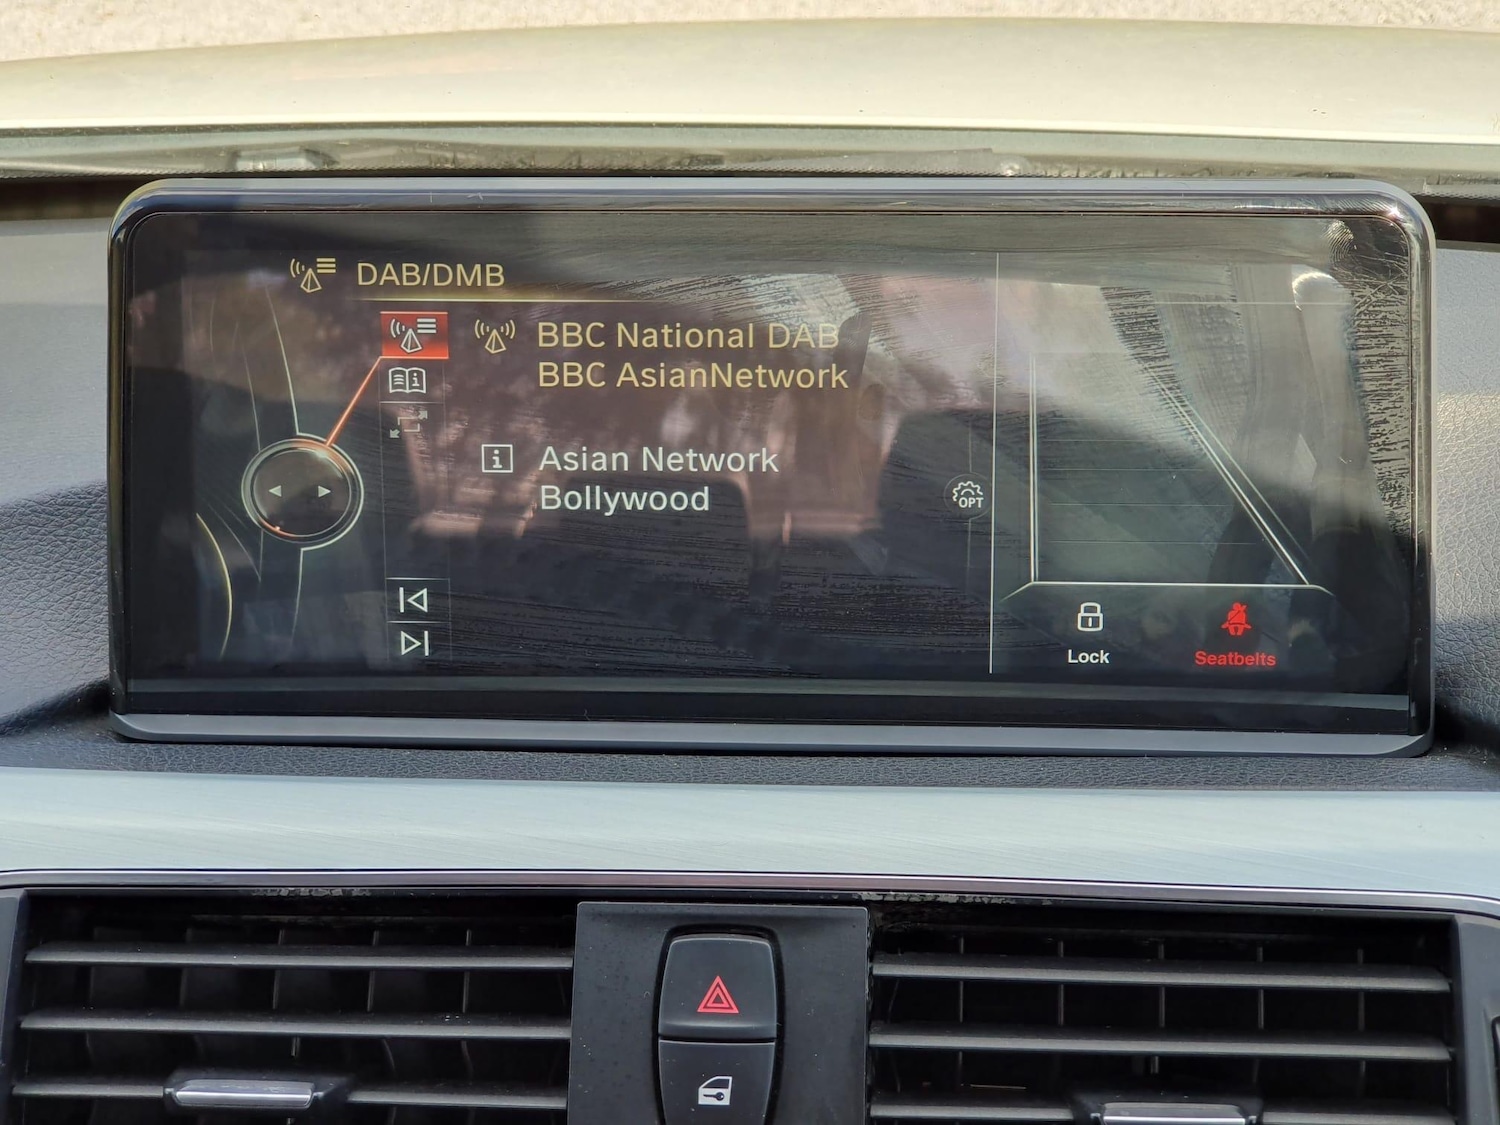 DAB/DMB
BBC National DAB
BBC AsianNetwork
i Asian Network
Bollywood
OPT
Lock
Seatbelts